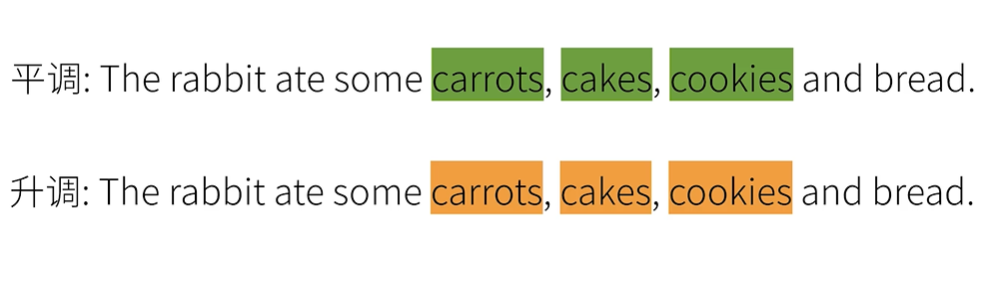 平调: The rabbit ate some carrots, cakes, cookies and bread.
升调: The rabbit ate some carrots, cakes, cookies and bread.